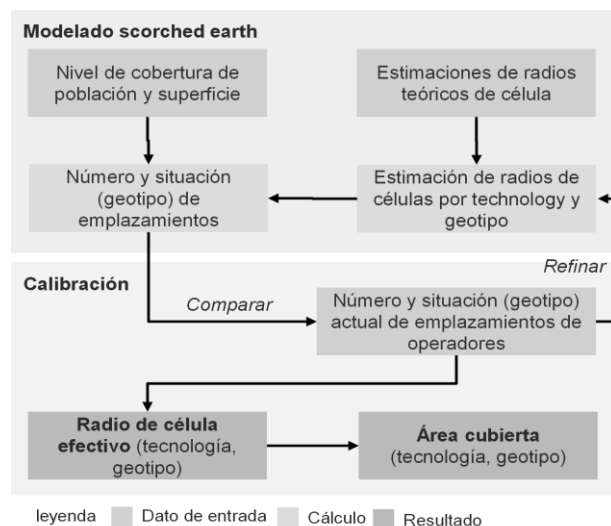 Modelado scorched earth
Nivel de cobertura de
población y superficie
Estimaciones de radios
teóricos de célula
Número y situación
(geotipo) de
emplazamientos
Estimación de radios de
células por technology y
geotipo
Refinar
Calibración
Comparar
Número y situación (geotipo)
actual de emplazamientos de
operadores
Radio de célula
efectivo (tecnología,
geotipo)
Área cubierta
(tecnología, geotipo)
leyenda Dato de entrada Cálculo Resultado